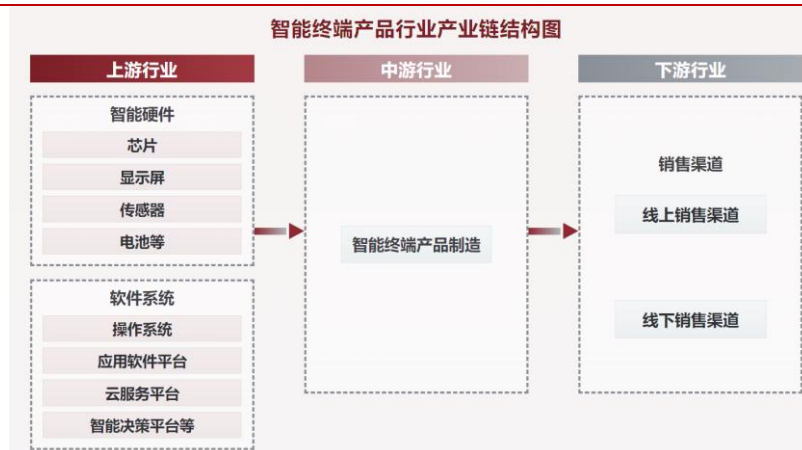 智能终端产品行业产业链结构图
上游行业
智能硬件
芯片
显示屏
传感器
电池等
软件系统
操作系统
应用软件平台
云服务平台
智能决策平台等
中游行业
智能终端产品制造
下游行业
销售渠道
线上销售渠道
线下销售渠道